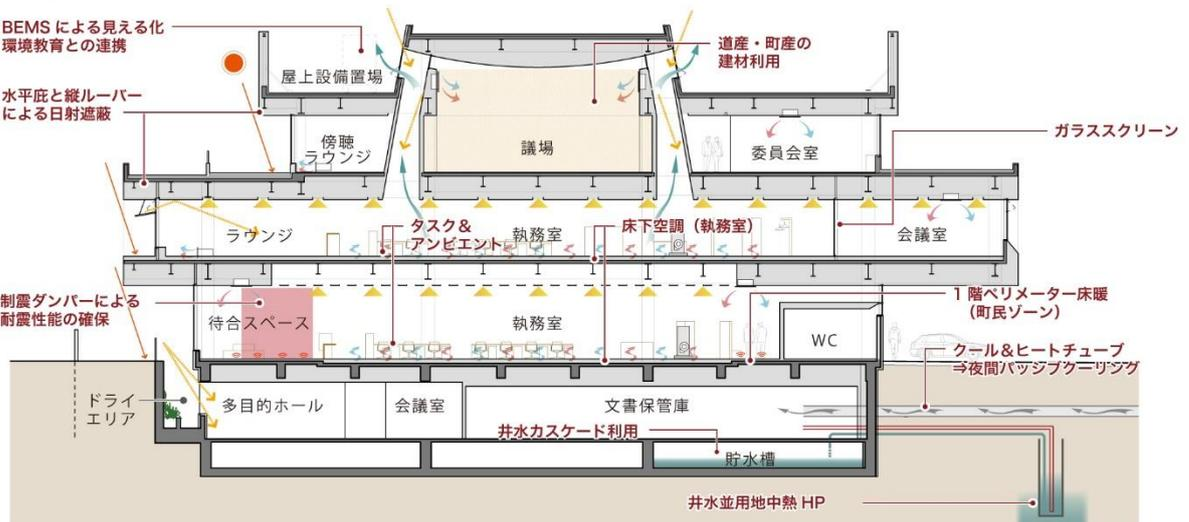 BEMS による見える化
環境教育との連携
道産・町産の
建材利用
屋上設備置場
水平庇と縦ルーバー
による日射遮蔽
傍聴
ラウンジ
議場
委員会室
ガラススクリーン
ラウンジ
タスク＆
アンビエント
執務室
床下空調（執務室）
会議室
制震ダンパーによる
耐震性能の確保
待合スペース
執務室
WC
1 階ペリメーター床暖
（町民ゾーン）
クール＆ヒートチューブ
⇒夜間パッシブクーリング
ドライ
エリア
多目的ホール
会議室
文書保管庫
井水カスケード利用
貯水槽
井水並用地中熱 HP